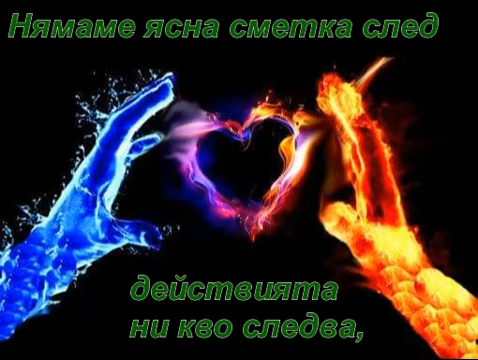 Нямаме ясна сметка след
действията
ни кво следва,